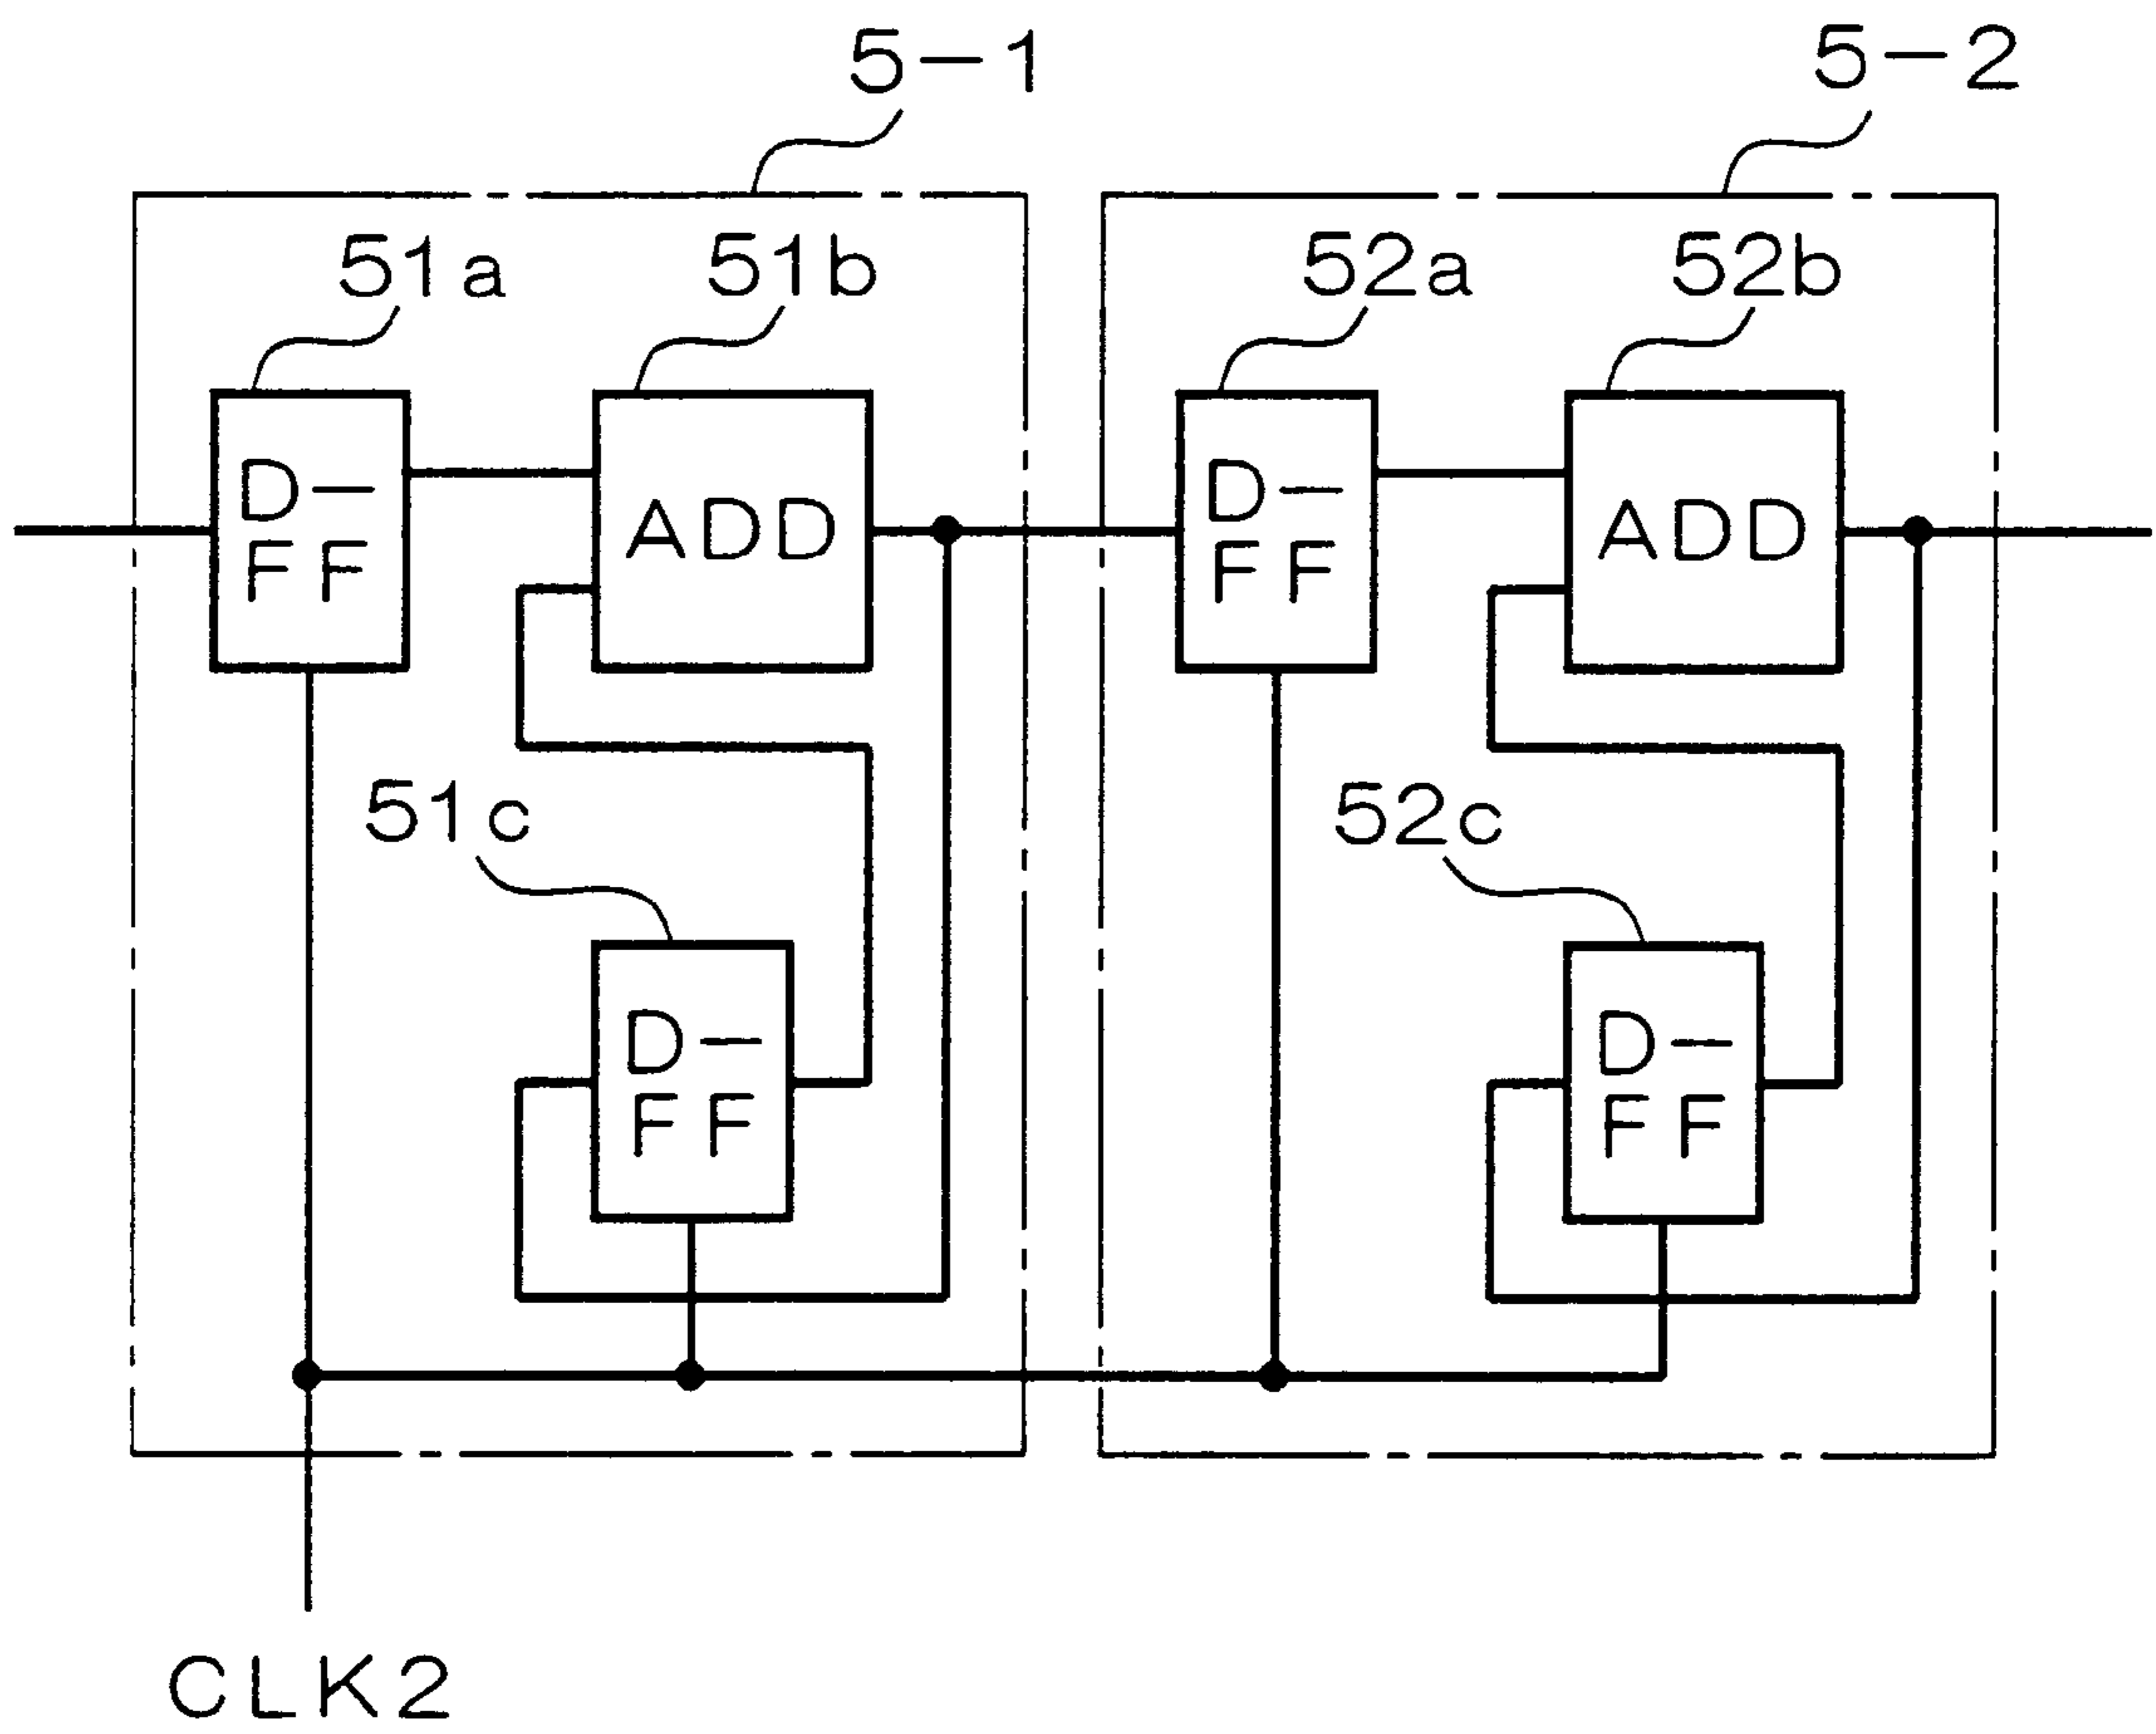 5-1
5-2
51a
51b
52a
52b
D-
FF
ADD
D-
FF
ADD
51c
52c
D-
FF
D-
FF
CLK2